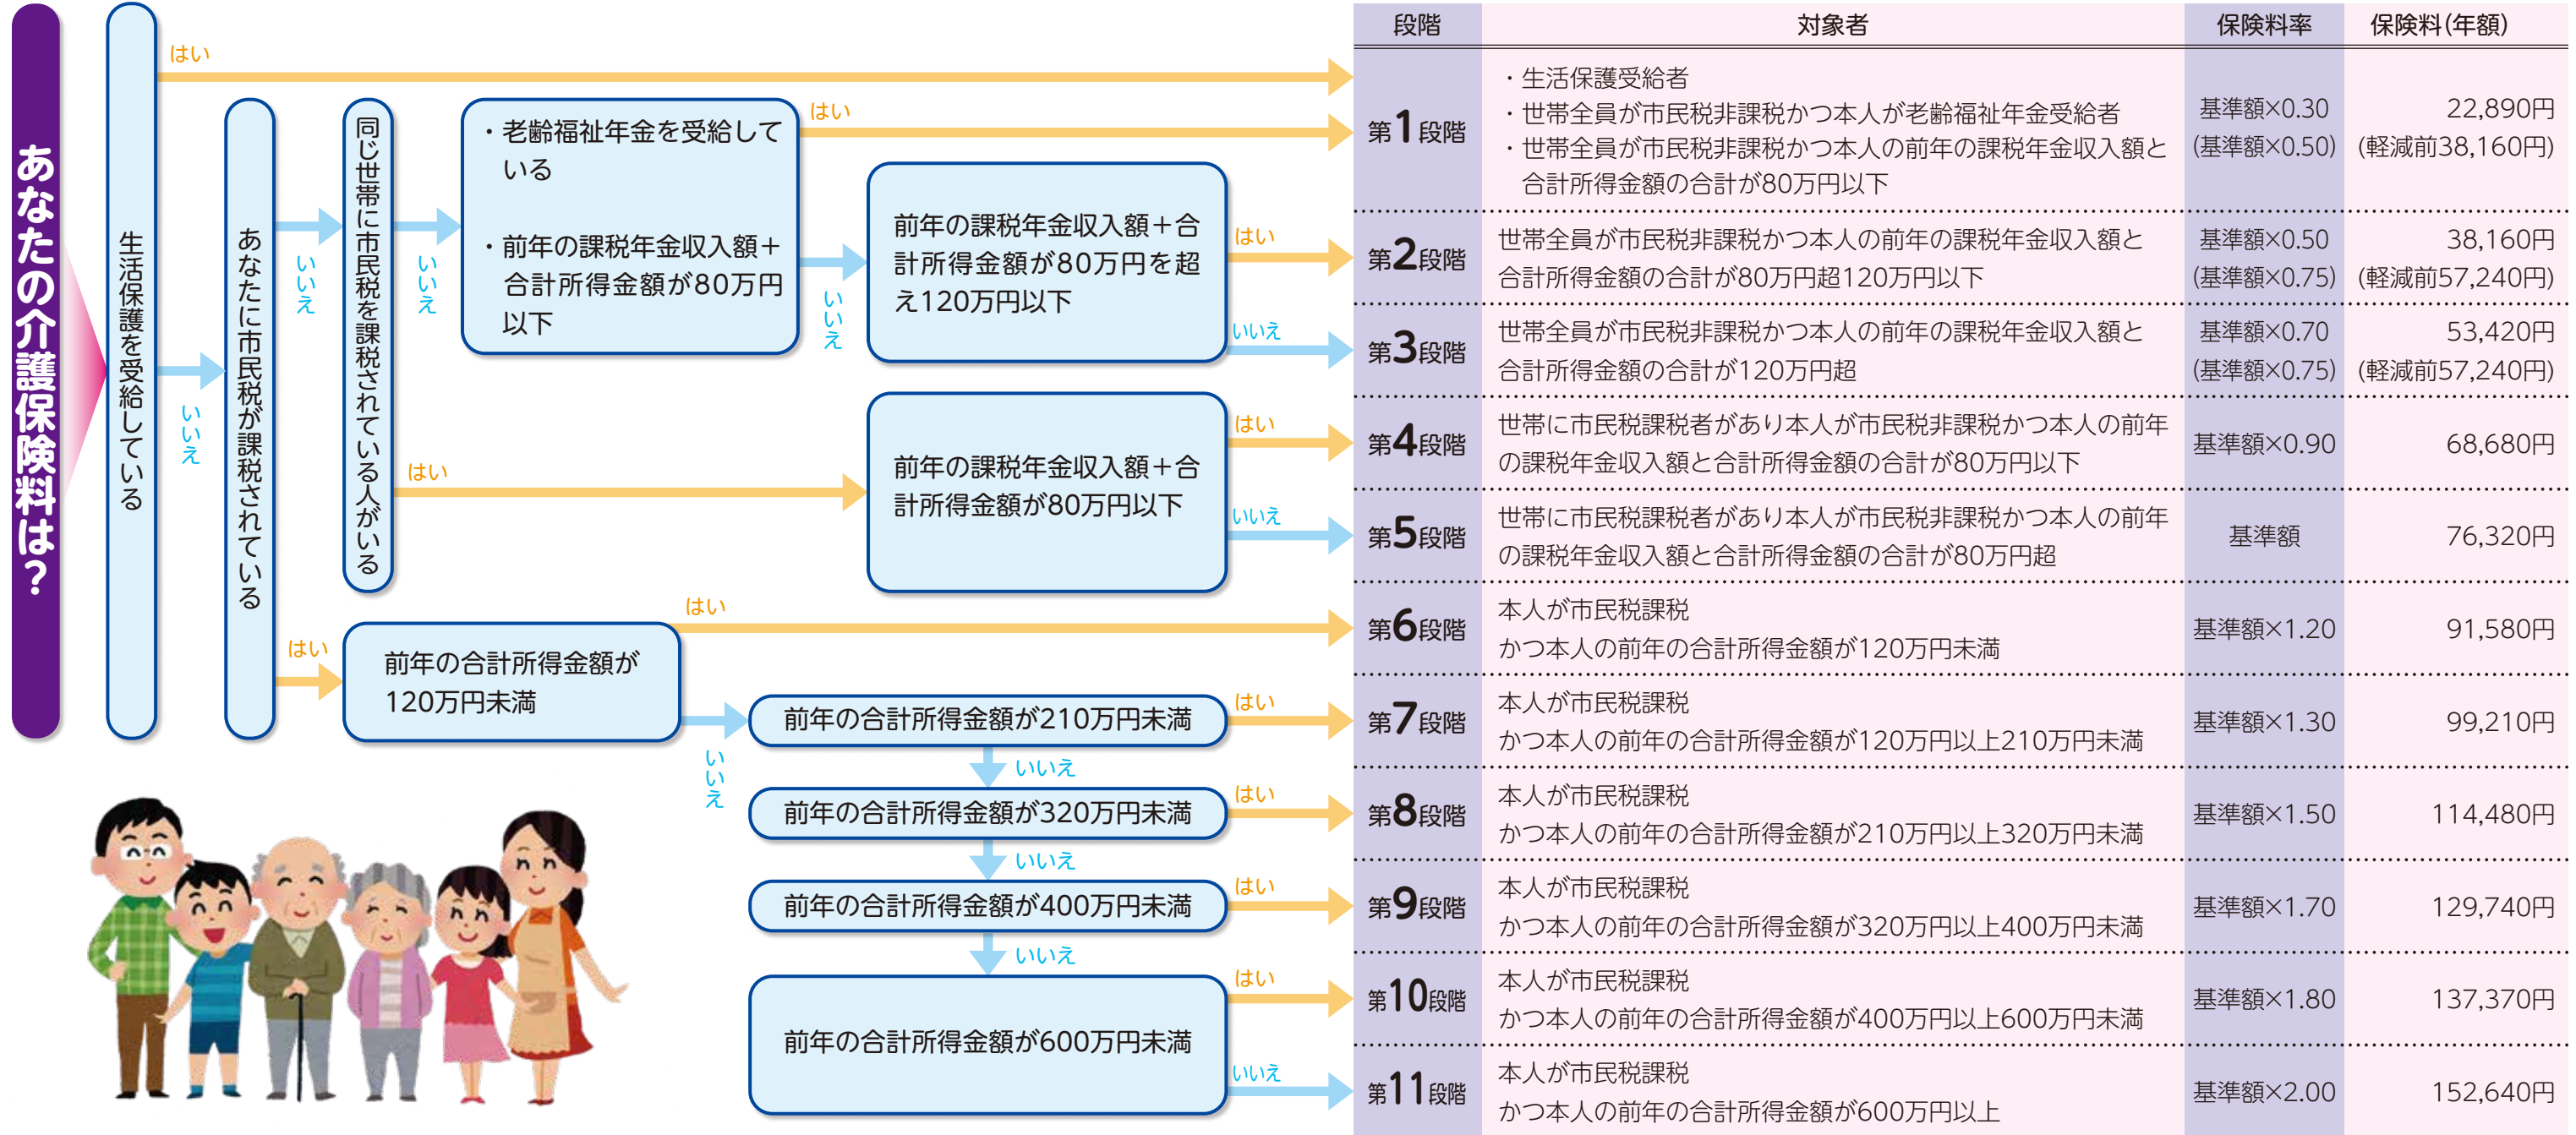 あなたの介護保険料は？
生活保護を受給している
はい
いいえ
あなたに市民税が課税されている
いいえ
はい
同じ世帯に市民税を課税されている人がいる
いいえ
はい
・老齢福祉年金を受給して
いる
・前年の課税年金収入額＋
合計所得金額が80万円
以下
はい
いいえ
前年の課税年金収入額＋合
計所得金額が80万円を超
え120万円以下
はい
いいえ
前年の課税年金収入額＋合
計所得金額が80万円以下
はい
いいえ
前年の合計所得金額が
120万円未満
はい
いいえ
前年の合計所得金額が210万円未満
はい
いいえ
前年の合計所得金額が320万円未満
はい
いいえ
前年の合計所得金額が400万円未満
はい
いいえ
前年の合計所得金額が600万円未満
はい
いいえ
段階 対象者 保険料率 保険料(年額)
第1段階
・生活保護受給者
・世帯全員が市民税非課税かつ本人が老齢福祉年金受給者
・世帯全員が市民税非課税かつ本人の前年の課税年金収入額と
合計所得金額の合計が80万円以下
基準額×0.30
(基準額×0.50)
22,890円
(軽減前38,160円)
第2段階
世帯全員が市民税非課税かつ本人の前年の課税年金収入額と
合計所得金額の合計が80万円超120万円以下
基準額×0.50
(基準額×0.75)
38,160円
(軽減前57,240円)
第3段階
世帯全員が市民税非課税かつ本人の前年の課税年金収入額と
合計所得金額の合計が120万円超
基準額×0.70
(基準額×0.75)
53,420円
(軽減前57,240円)
第4段階
世帯に市民税課税者があり本人が市民税非課税かつ本人の前年
の課税年金収入額と合計所得金額の合計が80万円以下
基準額×0.90
68,680円
第5段階
世帯に市民税課税者があり本人が市民税非課税かつ本人の前年
の課税年金収入額と合計所得金額の合計が80万円超
基準額
76,320円
第6段階
本人が市民税課税
かつ本人の前年の合計所得金額が120万円未満
基準額×1.20
91,580円
第7段階
本人が市民税課税
かつ本人の前年の合計所得金額が120万円以上210万円未満
基準額×1.30
99,210円
第8段階
本人が市民税課税
かつ本人の前年の合計所得金額が210万円以上320万円未満
基準額×1.50
114,480円
第9段階
本人が市民税課税
かつ本人の前年の合計所得金額が320万円以上400万円未満
基準額×1.70
129,740円
第10段階
本人が市民税課税
かつ本人の前年の合計所得金額が400万円以上600万円未満
基準額×1.80
137,370円
第11段階
本人が市民税課税
かつ本人の前年の合計所得金額が600万円以上
基準額×2.00
152,640円